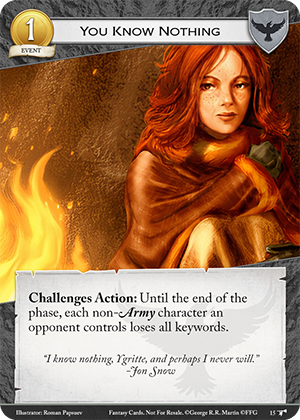 1
YOU KNOW NOTHING
EVENT
Challenges Action: Until the end of the
phase, each non-Army character an
opponent controls loses all keywords.
"I know nothing, Ygritte, and perhaps I never will."
-Jon Snow
Illustrator: Roman Papsuev Fantasy Cards. Not For Resale. ©George R.R. Martin ©FFG 15